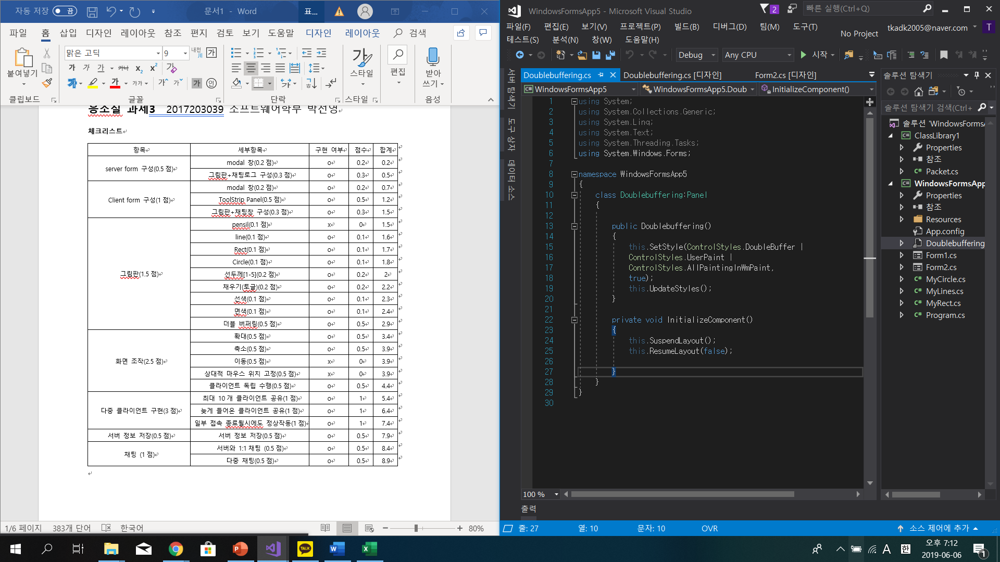 자동 저장 끔 문서1 - Word 표...
파일 홈 삽입 디자인 레이아웃 참조 편지 검토 보기 도움말 디자인 레이아웃 검색
붙여넣기
맑은 고딕 9
스타일 편집 받아
쓰기
클립보드 글꼴 단락 스타일 음성
응소실 과제3 2017203039 소프트웨어학부 박선영
체크리스트
항목 세부항목 구현 여부 점수 합계
server form 구성(0.5 점) modal 창(0.2 점) o 0.2 0.2
그림판+채팅로그 구성(0.3 점) o 0.3 0.5
Client form 구성(1 점) modal 창(0.2 점) o 0.2 0.7
ToolStrip Panel(0.5 점) o 0.5 1.2
그림판+채팅창 구성(0.3 점) o 0.3 1.5
그림판(1.5 점) pensil(0.1 점) x 0 1.5
line(0.1 점) o 0.1 1.6
Rect(0.1 점) o 0.1 1.7
Circle(0.1 점) o 0.1 1.8
선두께[1-5](0.2 점) o 0.2 2
채우기(토글)(0.2 점) o 0.2 2.2
선색(0.1 점) o 0.1 2.3
면색(0.1 점) o 0.1 2.4
더블 버퍼링(0.5 점) o 0.5 2.9
화면 조작(2.5 점) 확대(0.5 점) o 0.5 3.4
축소(0.5 점) o 0.5 3.9
이동(0.5 점) x 0 3.9
상대적 마우스 위치 고정(0.5 점) x 0 3.9
클라이언트 독립 수행(0.5 점) o 0.5 4.4
다중 클라이언트 구현(3 점) 최대 10 개 클라이언트 공유(1 점) o 1 5.4
늦게 들어온 클라이언트 공유(1 점) o 1 6.4
일부 접속 종료될시에도 정상작동(1 점) o 1 7.4
서버 정보 저장(0.5 점) 서버 정보 저장(0.5 점) o 0.5 7.9
채팅 (1 점) 서버와 1:1 채팅 (0.5 점) o 0.5 8.4
다중 채팅(0.5 점) o 0.5 8.9
1/6 페이지 383개 단어 한국어 80%
WindowsFormsApp5 - Microsoft Visual Studio 2 빠른 실행(Ctrl+Q)
파일(F) 편집(E) 보기(V) 프로젝트(P) 빌드(B) 디버그(D) 팀(M) 도구(T)
테스트(S) 분석(N) 창(W) 도움말(H)
No Project tkadk2005@naver.com T
Debug Any CPU 시작
서버 탐색기
도구 상자
데이터 소스
Doublebuffering.cs Doublebuffering.cs [디자인] Form2.cs [디자인]
WindowsFormsApp5 WindowsFormsApp5.Doub InitializeComponent()
1 using System;
2 using System.Collections.Generic;
3 using System.Linq;
4 using System.Text;
5 using System.Threading.Tasks;
6 using System.Windows.Forms;
7
8 namespace WindowsFormsApp5
9 {
10 class Doublebuffering:Panel
11 {
12
13 public Doublebuffering()
14 {
15 this.SetStyle(ControlStyles.DoubleBuffer |
16 ControlStyles.UserPaint |
17 ControlStyles.AllPaintingInWmPaint,
18 true);
19 this.UpdateStyles();
20 }
21
22 private void InitializeComponent()
23 {
24 this.SuspendLayout();
25 this.ResumeLayout(false);
26
27 }
28 }
29 }
30
100 %
출력
줄: 27 열: 10 문자: 10 OVR 소스 제어에 추가
솔루션 탐색기
솔루션 탐색기 검색(Ctrl+
솔루션 'WindowsForms
ClassLibrary1
Properties
참조
Packet.cs
WindowsFormsApp
Properties
참조
Resources
App.config
Doublebuffering
Form1.cs
Form2.cs
MyCircle.cs
MyLines.cs
MyRect.cs
Program.cs
TALK
A 한 오후 7:12
2019-06-06
1